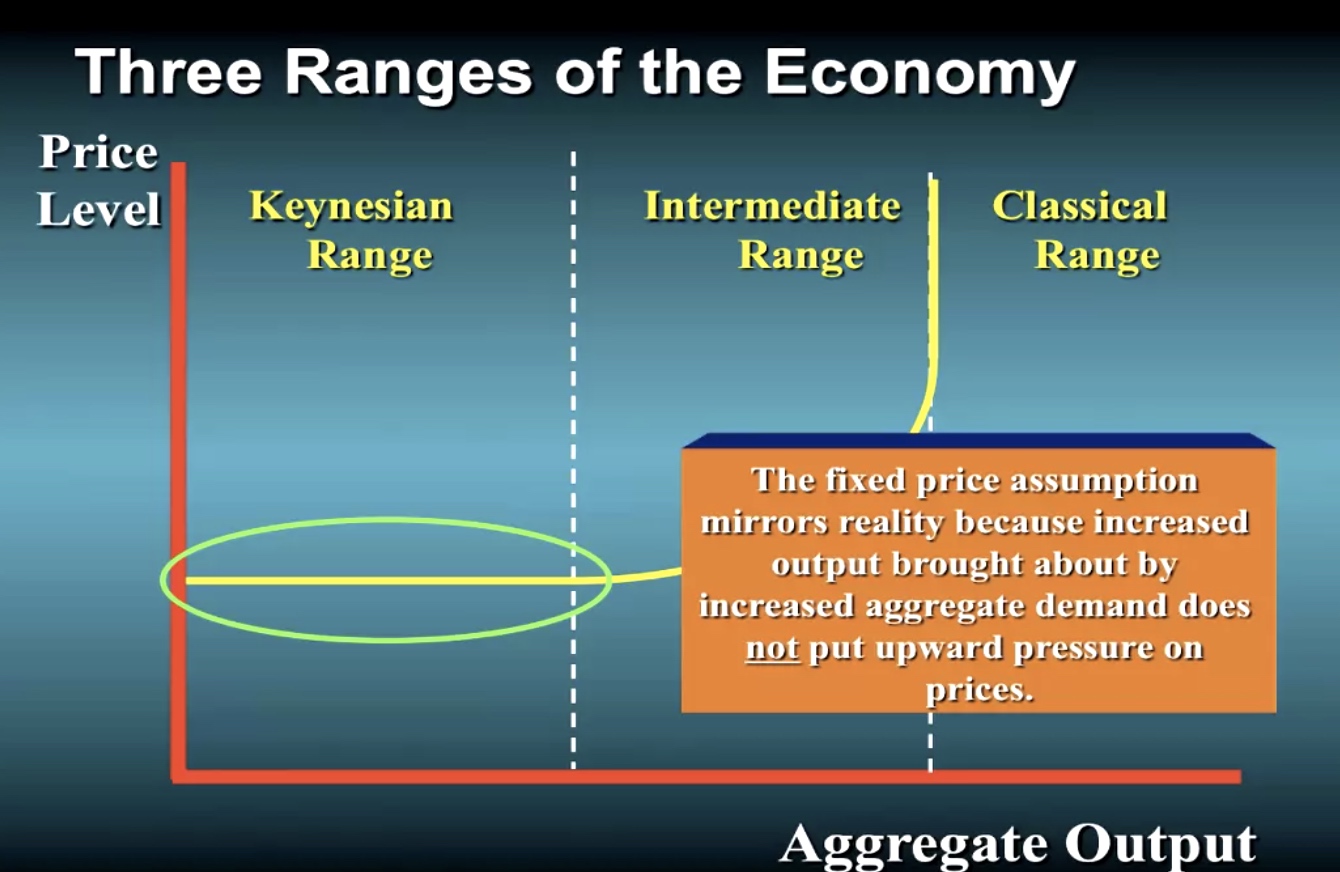 Three Ranges of the Economy
Price
Level
Keynesian
Range
Intermediate
Range
Classical
Range
The fixed price assumption
mirrors reality because increased
output brought about by
increased aggregate demand does
not put upward pressure on
prices.
Aggregate Output